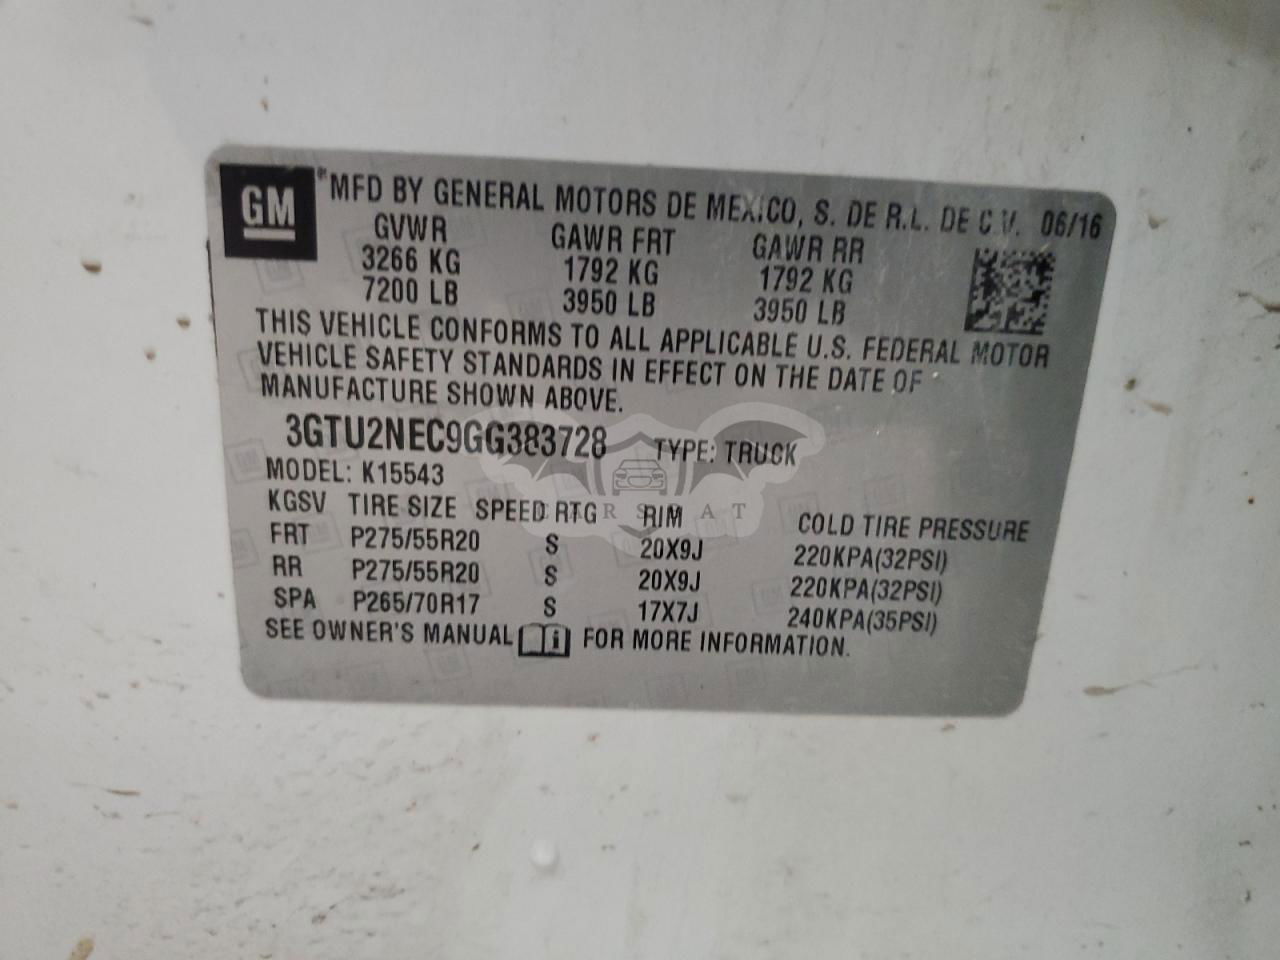 GM
MFD BY GENERAL MOTORS DE MEXICO, S. DE R.L. DE C.V. 06/16
GVWR GAWR FRT GAWR RR
3266 KG 1792 KG 1792 KG
7200 LB 3950 LB 3950 LB
THIS VEHICLE CONFORMS TO ALL APPLICABLE U.S. FEDERAL MOTOR
VEHICLE SAFETY STANDARDS IN EFFECT ON THE DATE OF
MANUFACTURE SHOWN ABOVE.
3GTU2NEC9GG383728 TYPE: TRUCK
MODEL: K15543
KGSV TIRE SIZE SPEED RTG RIM COLD TIRE PRESSURE
FRT P275/55R20 S 20X9J 220KPA(32PSI)
RR P275/55R20 S 20X9J 220KPA(32PSI)
SPA P265/70R17 S 17X7J 240KPA(35PSI)
SEE OWNER'S MANUAL FOR MORE INFORMATION.